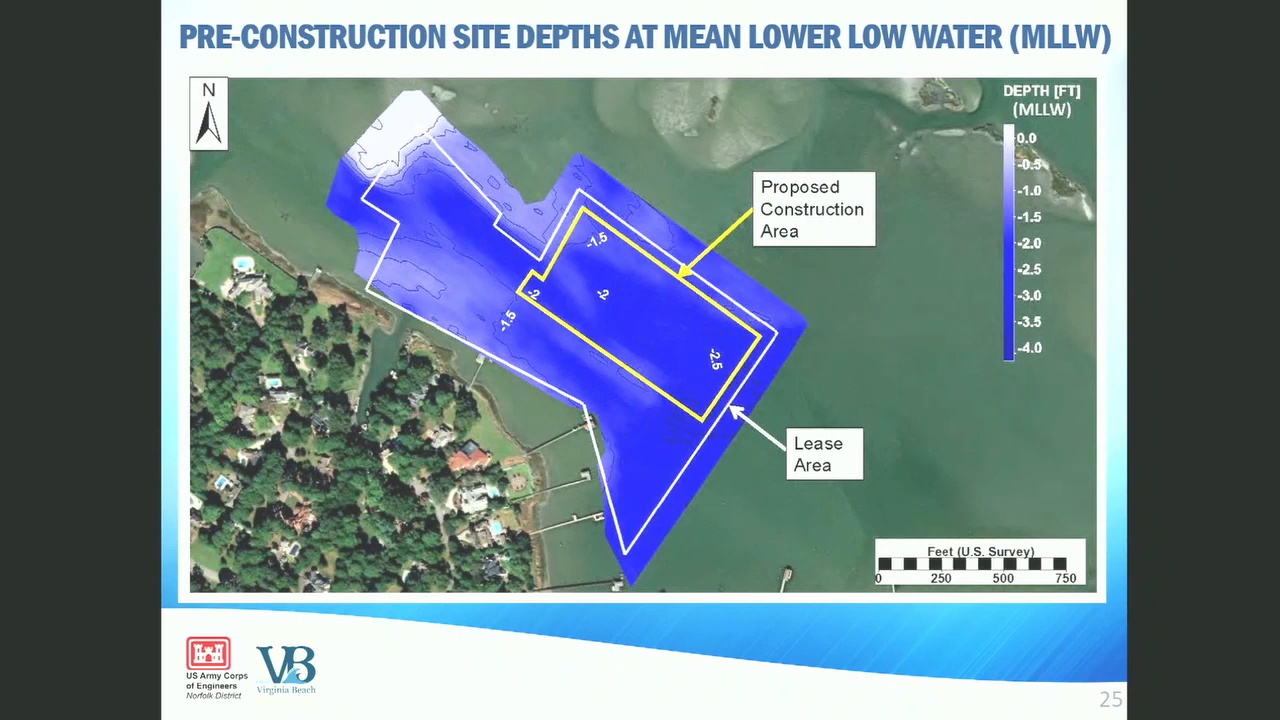 PRE-CONSTRUCTION SITE DEPTHS AT MEAN LOWER LOW WATER (MLLW)
N
DEPTH [FT]
(MLLW)
0.0
-0.5
-1.0
-1.5
-2.0
-2.5
-3.0
-3.5
-4.0
Proposed
Construction
Area
-1.5
-2
-2
-1.5
-2.5
Lease
Area
Feet (U.S. Survey)
0 250 500 750
US Army Corps
of Engineers
Norfolk District
VB
Virginia Beach
25